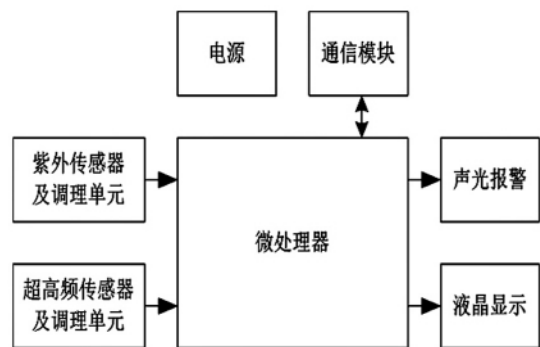 电源
通信模块
紫外传感器
及调理单元
微处理器
声光报警
超高频传感器
及调理单元
液晶显示